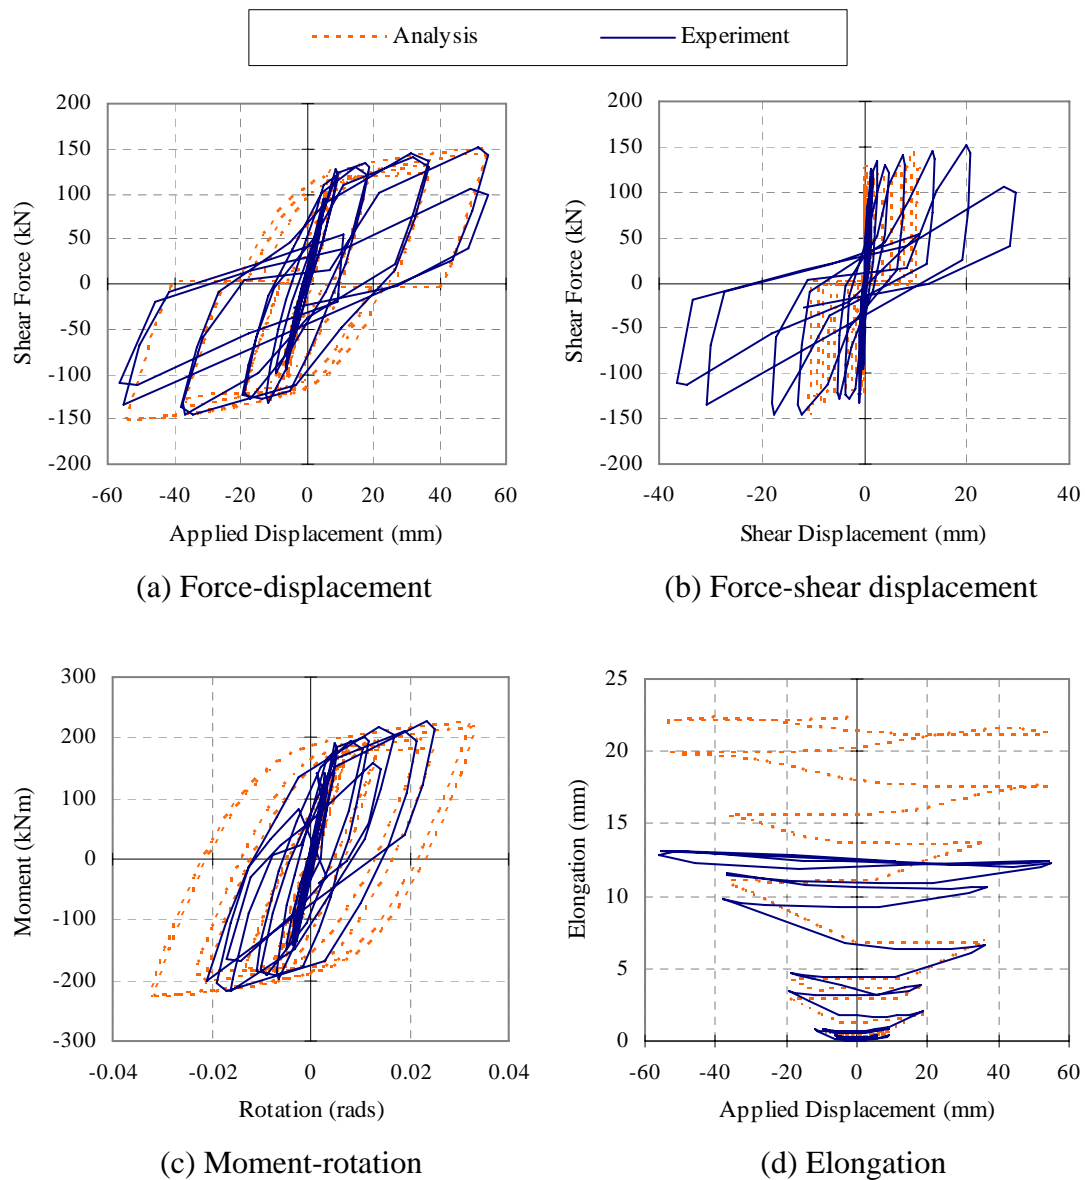 Analysis Experiment
200
150
100
50
0
-50
-100
-150
-200
-60 -40 -20 0 20 40 60
Shear Force (kN)
Applied Displacement (mm)
(a) Force-displacement
200
150
100
50
0
-50
-100
-150
-200
-40 -20 0 20 40
Shear Force (kN)
Shear Displacement (mm)
(b) Force-shear displacement
300
200
100
0
-100
-200
-300
-0.04 -0.02 0 0.02 0.04
Moment (kNm)
Rotation (rads)
(c) Moment-rotation
25
20
15
10
5
0
-60 -40 -20 0 20 40 60
Elongation (mm)
Applied Displacement (mm)
(d) Elongation